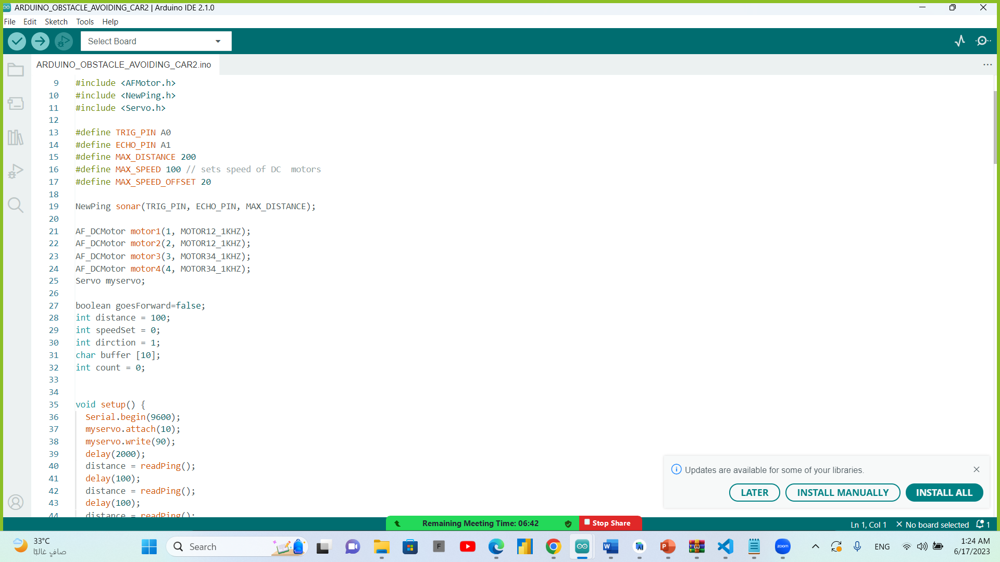 ARDUINO_OBSTACLE_AVOIDING_CAR2 | Arduino IDE 2.1.0
File Edit Sketch Tools Help
Select Board
ARDUINO_OBSTACLE_AVOIDING_CAR2.ino
9 #include <AFMotor.h>
10 #include <NewPing.h>
11 #include <Servo.h>
12
13 #define TRIG_PIN A0
14 #define ECHO_PIN A1
15 #define MAX_DISTANCE 200
16 #define MAX_SPEED 100 // sets speed of DC  motors
17 #define MAX_SPEED_OFFSET 20
18
19 NewPing sonar(TRIG_PIN, ECHO_PIN, MAX_DISTANCE);
20
21 AF_DCMotor motor1(1, MOTOR12_1KHZ);
22 AF_DCMotor motor2(2, MOTOR12_1KHZ);
23 AF_DCMotor motor3(3, MOTOR34_1KHZ);
24 AF_DCMotor motor4(4, MOTOR34_1KHZ);
25 Servo myservo;
26
27 boolean goesForward=false;
28 int distance = 100;
29 int speedSet = 0;
30 int dirction = 1;
31 char buffer [10];
32 int count = 0;
33
34
35 void setup() {
36 Serial.begin(9600);
37 myservo.attach(10);
38 myservo.write(90);
39 delay(2000);
40 distance = readPing();
41 delay(100);
42 distance = readPing();
43 delay(100);
44 distance = readPing();
Updates are available for some of your libraries.
LATER INSTALL MANUALLY INSTALL ALL
Remaining Meeting Time: 06:42 Stop Share
Ln 1, Col 1 No board selected 1
33°C
صافٍ غالبًا
Search
F
zoom
ENG
1:24 AM
6/17/2023